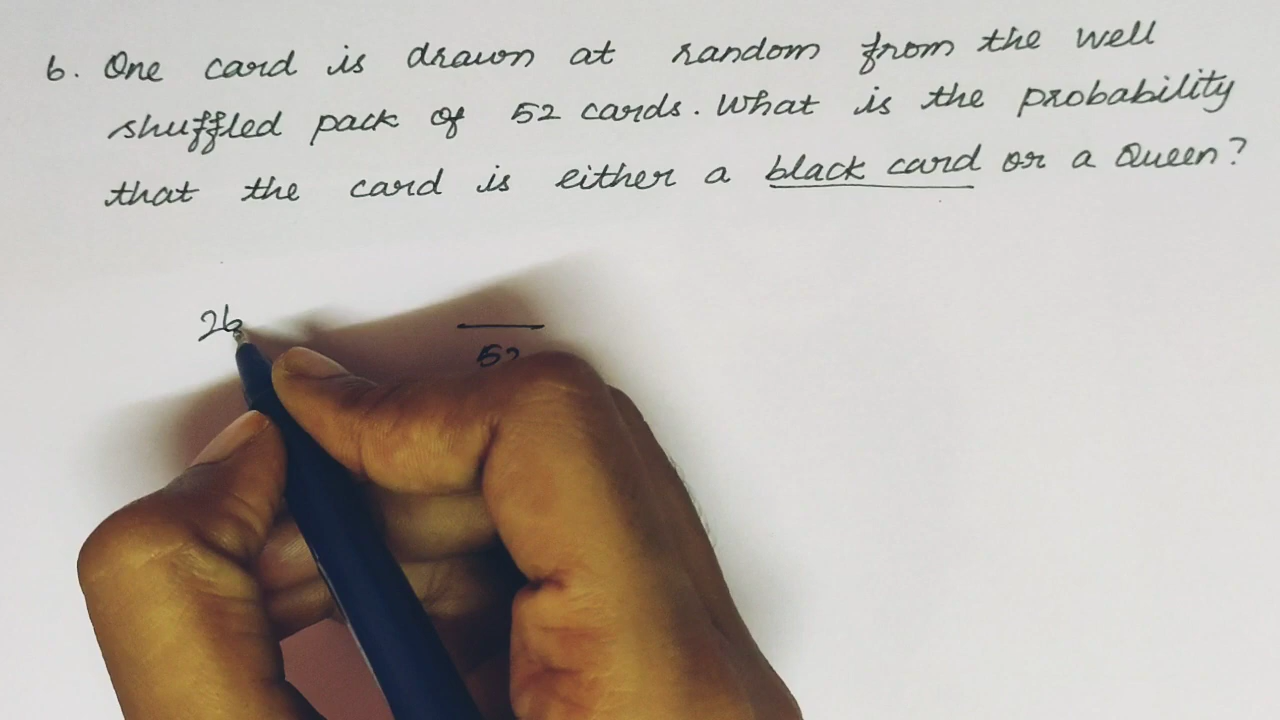 6. One card is drawn at random from the well
shuffled pack of 52 cards. What is the probability
that the card is either a black card or a Queen?
26
52